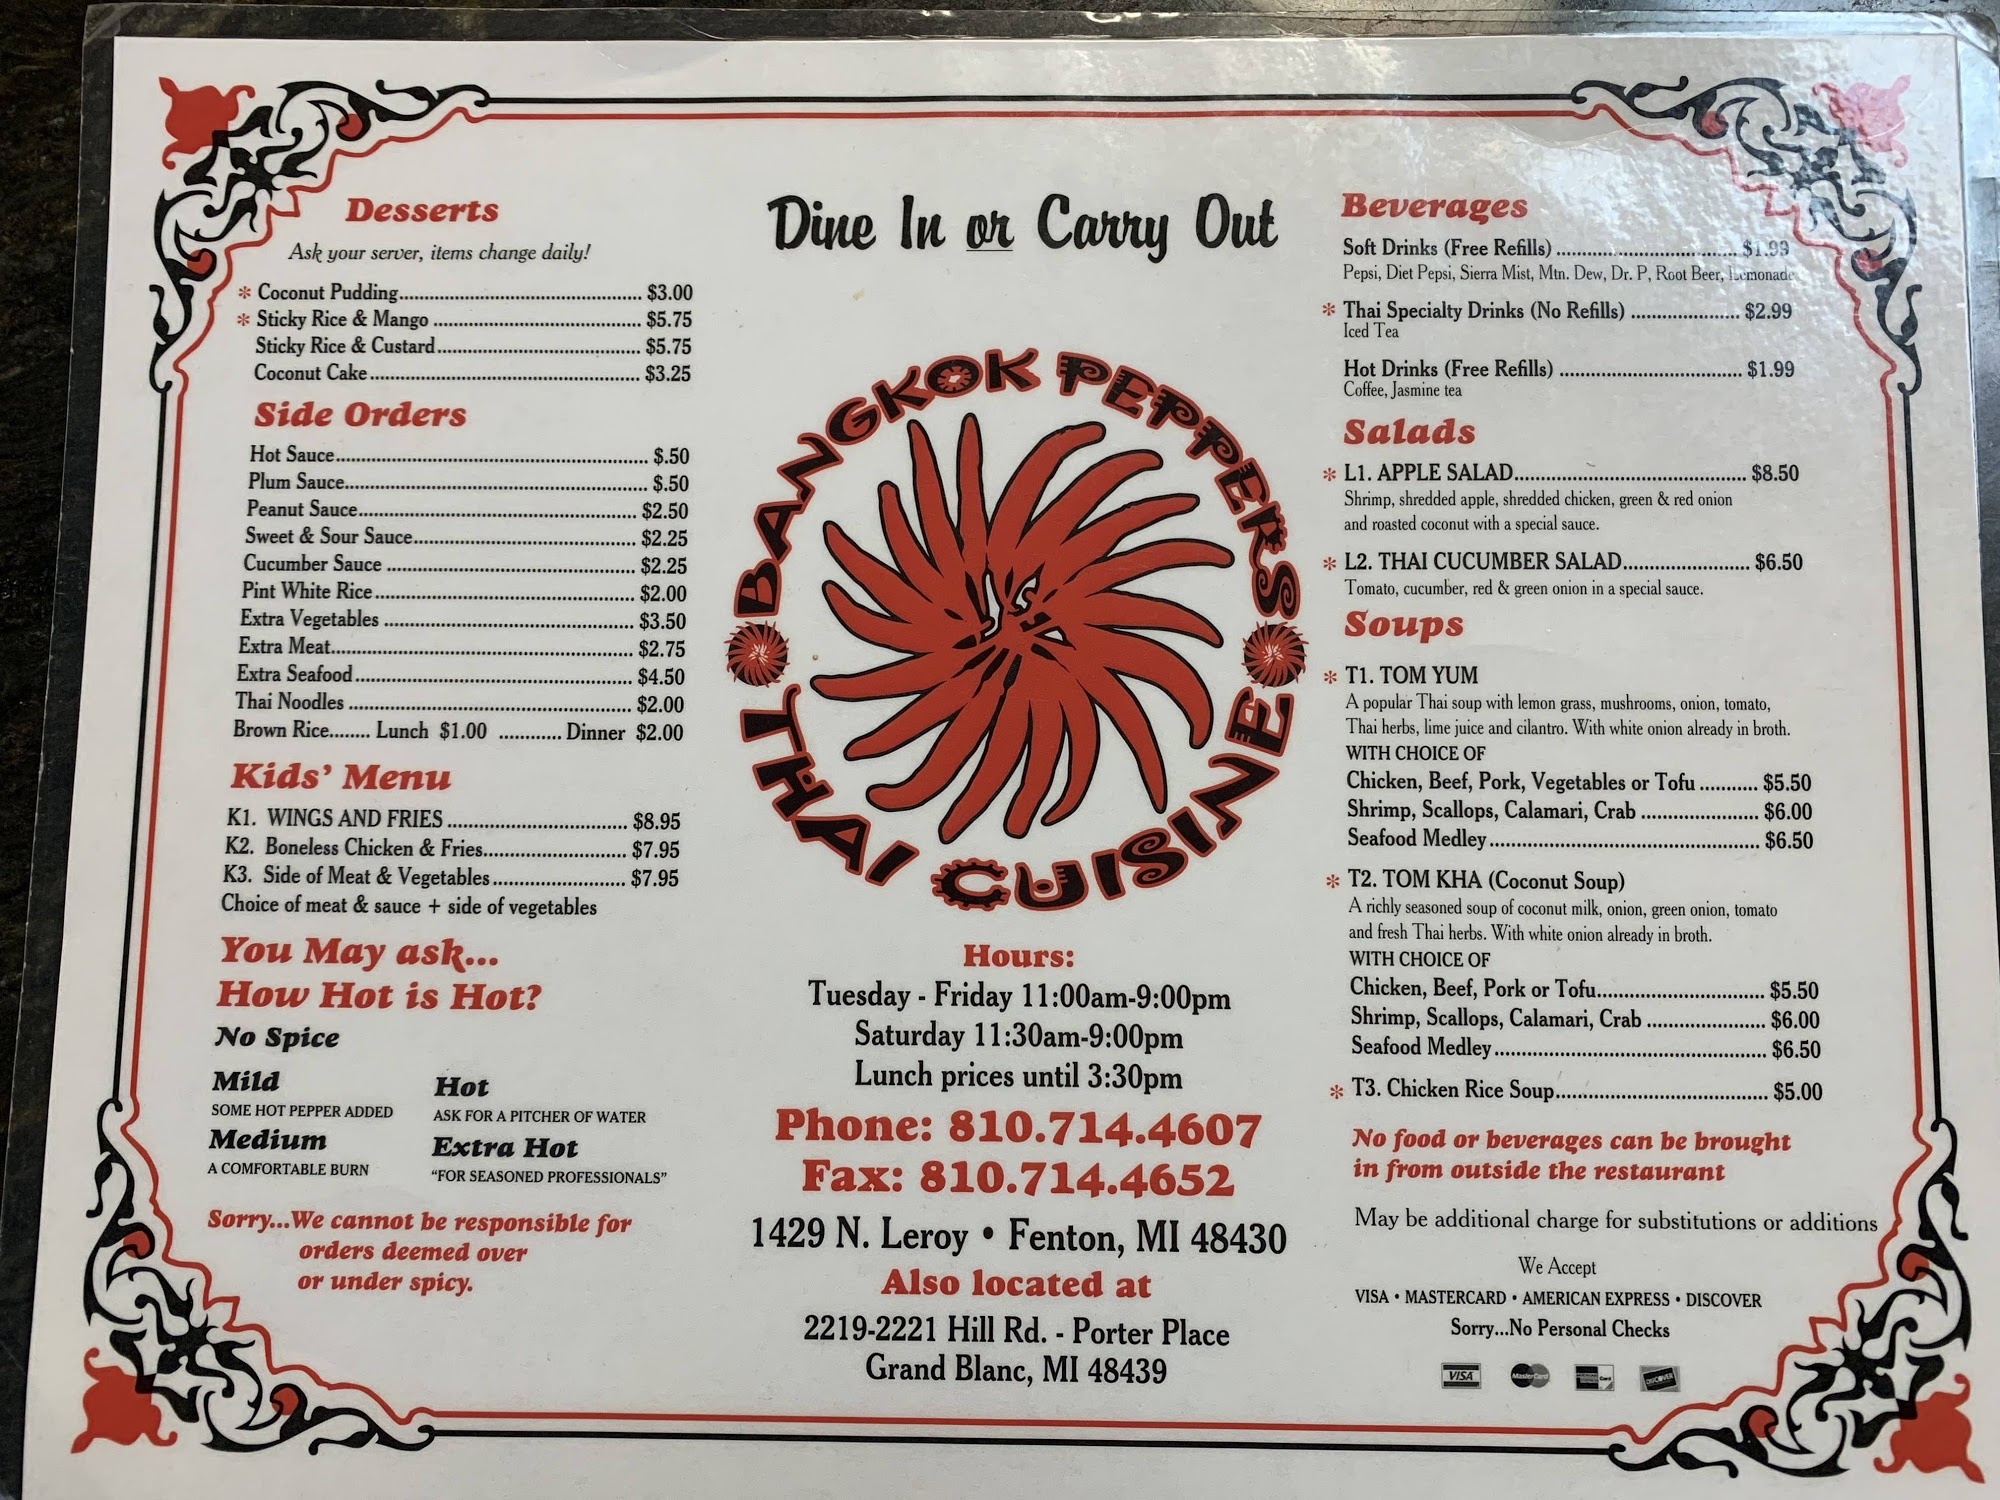 Desserts
Ask your server, items change daily!
* Coconut Pudding.......... $3.00
* Sticky Rice & Mango .......... $5.75
Sticky Rice & Custard.......... $5.75
Coconut Cake .......... $3.25
Side Orders
Hot Sauce.......... $.50
Plum Sauce.......... $.50
Peanut Sauce.......... $2.50
Sweet & Sour Sauce.......... $2.25
Cucumber Sauce .......... $2.25
Pint White Rice.......... $2.00
Extra Vegetables .......... $3.50
Extra Meat.......... $2.75
Extra Seafood.......... $4.50
Thai Noodles .......... $2.00
Brown Rice........ Lunch $1.00 ............ Dinner $2.00
Kids' Menu
K1. WINGS AND FRIES .......... $8.95
K2. Boneless Chicken & Fries.......... $7.95
K3. Side of Meat & Vegetables.......... $7.95
Choice of meat & sauce + side of vegetables
You May ask...
How Hot is Hot?
No Spice
Mild
SOME HOT PEPPER ADDED
Medium
A COMFORTABLE BURN
Hot
ASK FOR A PITCHER OF WATER
Extra Hot
"FOR SEASONED PROFESSIONALS"
Sorry...We cannot be responsible for
orders deemed over
or under spicy.
Dine In or Carry Out
BANGKOK PEPPERS
THAI CUISINE
Hours:
Tuesday - Friday 11:00am-9:00pm
Saturday 11:30am-9:00pm
Lunch prices until 3:30pm
Phone: 810.714.4607
Fax: 810.714.4652
1429 N. Leroy • Fenton, MI 48430
Also located at
2219-2221 Hill Rd. - Porter Place
Grand Blanc, MI 48439
Beverages
Soft Drinks (Free Refills) .......... $1.99
Pepsi, Diet Pepsi, Sierra Mist, Mtn. Dew, Dr. P, Root Beer, Lemonade
* Thai Specialty Drinks (No Refills) .......... $2.99
Iced Tea
Hot Drinks (Free Refills) .......... $1.99
Coffee, Jasmine tea
Salads
* L1. APPLE SALAD.......... $8.50
Shrimp, shredded apple, shredded chicken, green & red onion
and roasted coconut with a special sauce.
* L2. THAI CUCUMBER SALAD.......... $6.50
Tomato, cucumber, red & green onion in a special sauce.
Soups
* T1. TOM YUM
A popular Thai soup with lemon grass, mushrooms, onion, tomato,
Thai herbs, lime juice and cilantro. With white onion already in broth.
WITH CHOICE OF
Chicken, Beef, Pork, Vegetables or Tofu ........... $5.50
Shrimp, Scallops, Calamari, Crab .......... $6.00
Seafood Medley.......... $6.50
* T2. TOM KHA (Coconut Soup)
A richly seasoned soup of coconut milk, onion, green onion, tomato
and fresh Thai herbs. With white onion already in broth.
WITH CHOICE OF
Chicken, Beef, Pork or Tofu.......... $5.50
Shrimp, Scallops, Calamari, Crab .......... $6.00
Seafood Medley.......... $6.50
* T3. Chicken Rice Soup.......... $5.00
No food or beverages can be brought
in from outside the restaurant
May be additional charge for substitutions or additions
We Accept
VISA • MASTERCARD • AMERICAN EXPRESS • DISCOVER
Sorry...No Personal Checks
VISA MasterCard DISCOVER